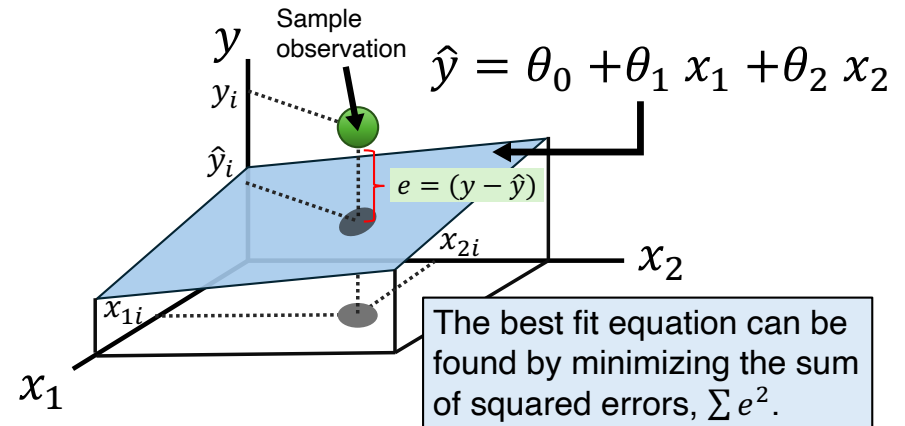 Sample
observation
y
ŷ = θ₀ +θ₁ x₁ +θ₂ x₂
yᵢ
ŷᵢ
e = (y − ŷ)
x₂ᵢ
x₂
x₁ᵢ
x₁
The best fit equation can be
found by minimizing the sum
of squared errors, ∑ e².